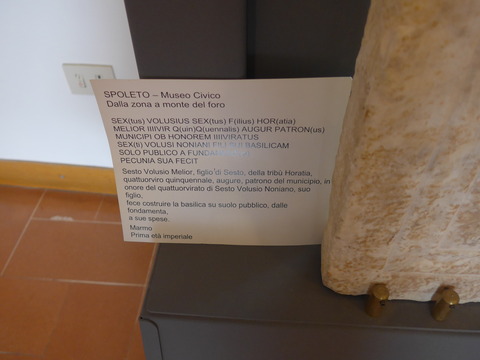 SPOLETO – Museo Civico
Dalla zona a monte del foro
SEX(tus) VOLUSIUS SEX(tus) F(ilius) HOR(atia)
MELIOR IIIIVIR Q(uin)Q(uennalis) AUGUR PATRON(us)
MUNICIPI OB HONOREM IIIIVIRATUS
SEX(ti) VOLUSI NONIANI FILI SUI BASILICAM
SOLO PUBLICO A
PECUNIA SUA FECIT
Sesto Volusio Melior, figlio di Sesto, della tribù Horatia,
quattuorviro quinquennale, augure, patrono del municipio, in
onore del quattuorvirato di Sesto Volusio Noniano, suo
figlio,
fece costruire la basilica su suolo pubblico, dalle
fondamenta,
a sue spese.
Marmo
Prima età imperiale